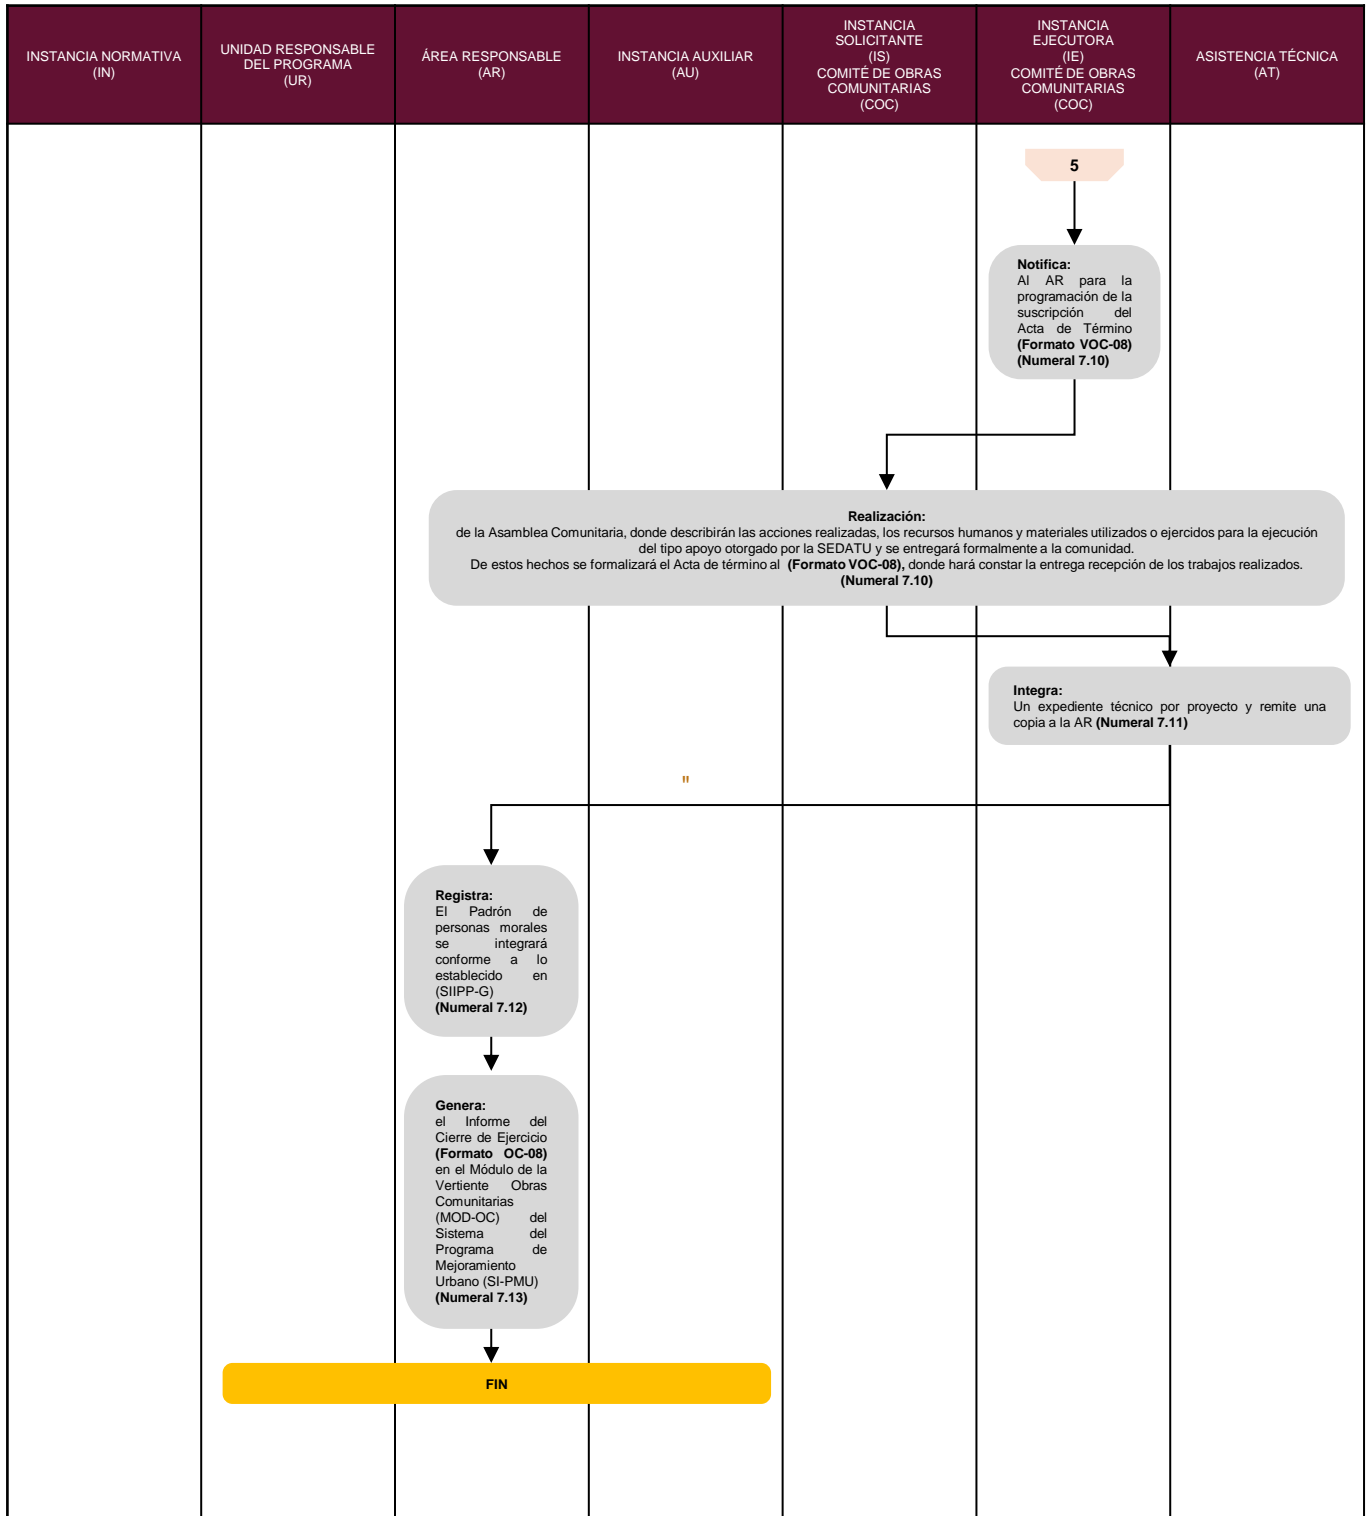 INSTANCIA NORMATIVA
(IN)
UNIDAD RESPONSABLE
DEL PROGRAMA
(UR)
ÁREA RESPONSABLE
(AR)
INSTANCIA AUXILIAR
(AU)
INSTANCIA
SOLICITANTE
(IS)
COMITÉ DE OBRAS
COMUNITARIAS
(COC)
INSTANCIA
EJECUTORA
(IE)
COMITÉ DE OBRAS
COMUNITARIAS
(COC)
ASISTENCIA TÉCNICA
(AT)
5
Notifica:
Al AR para la
programación de la
suscripción del
Acta de Término
(Formato VOC-08)
(Numeral 7.10)
Realización:
de la Asamblea Comunitaria, donde describirán las acciones realizadas, los recursos humanos y materiales utilizados o ejercidos para la ejecución
del tipo apoyo otorgado por la SEDATU y se entregará formalmente a la comunidad.
De estos hechos se formalizará el Acta de término al (Formato VOC-08), donde hará constar la entrega recepción de los trabajos realizados.
(Numeral 7.10)
Integra:
Un expediente técnico por proyecto y remite una
copia a la AR (Numeral 7.11)
"
Registra:
El Padrón de
personas morales
se integrará
conforme a lo
establecido en
(SIIPP-G)
(Numeral 7.12)
Genera:
el Informe del
Cierre de Ejercicio
(Formato OC-08)
en el Módulo de la
Vertiente Obras
Comunitarias
(MOD-OC) del
Sistema del
Programa de
Mejoramiento
Urbano (SI-PMU)
(Numeral 7.13)
FIN